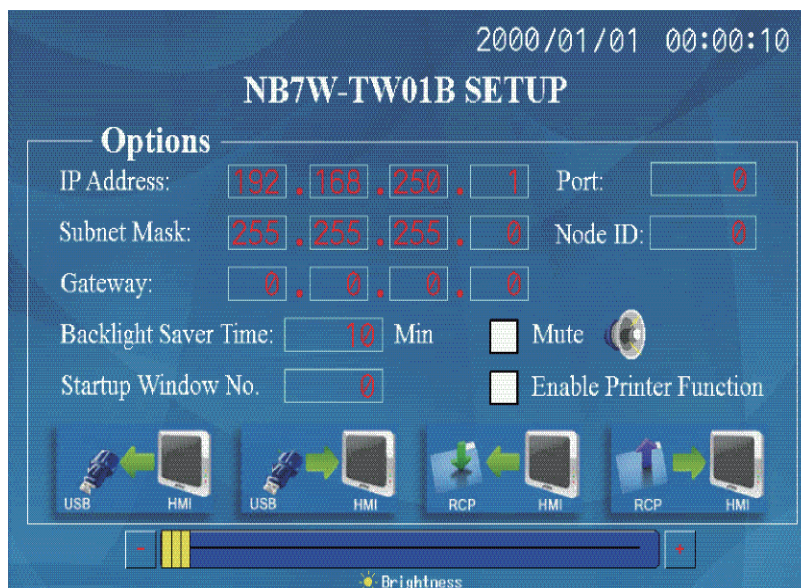 2000/01/01 00:00:10
NB7W-TW01B SETUP
Options
IP Address: 192 . 168 . 250 . 1 Port: 0
Subnet Mask: 255 . 255 . 255 . 0 Node ID: 0
Gateway: 0 . 0 . 0 . 0
Backlight Saver Time: 10 Min Mute
Startup Window No. 0 Enable Printer Function
USB HMI USB HMI RCP HMI RCP HMI
- +
Brightness